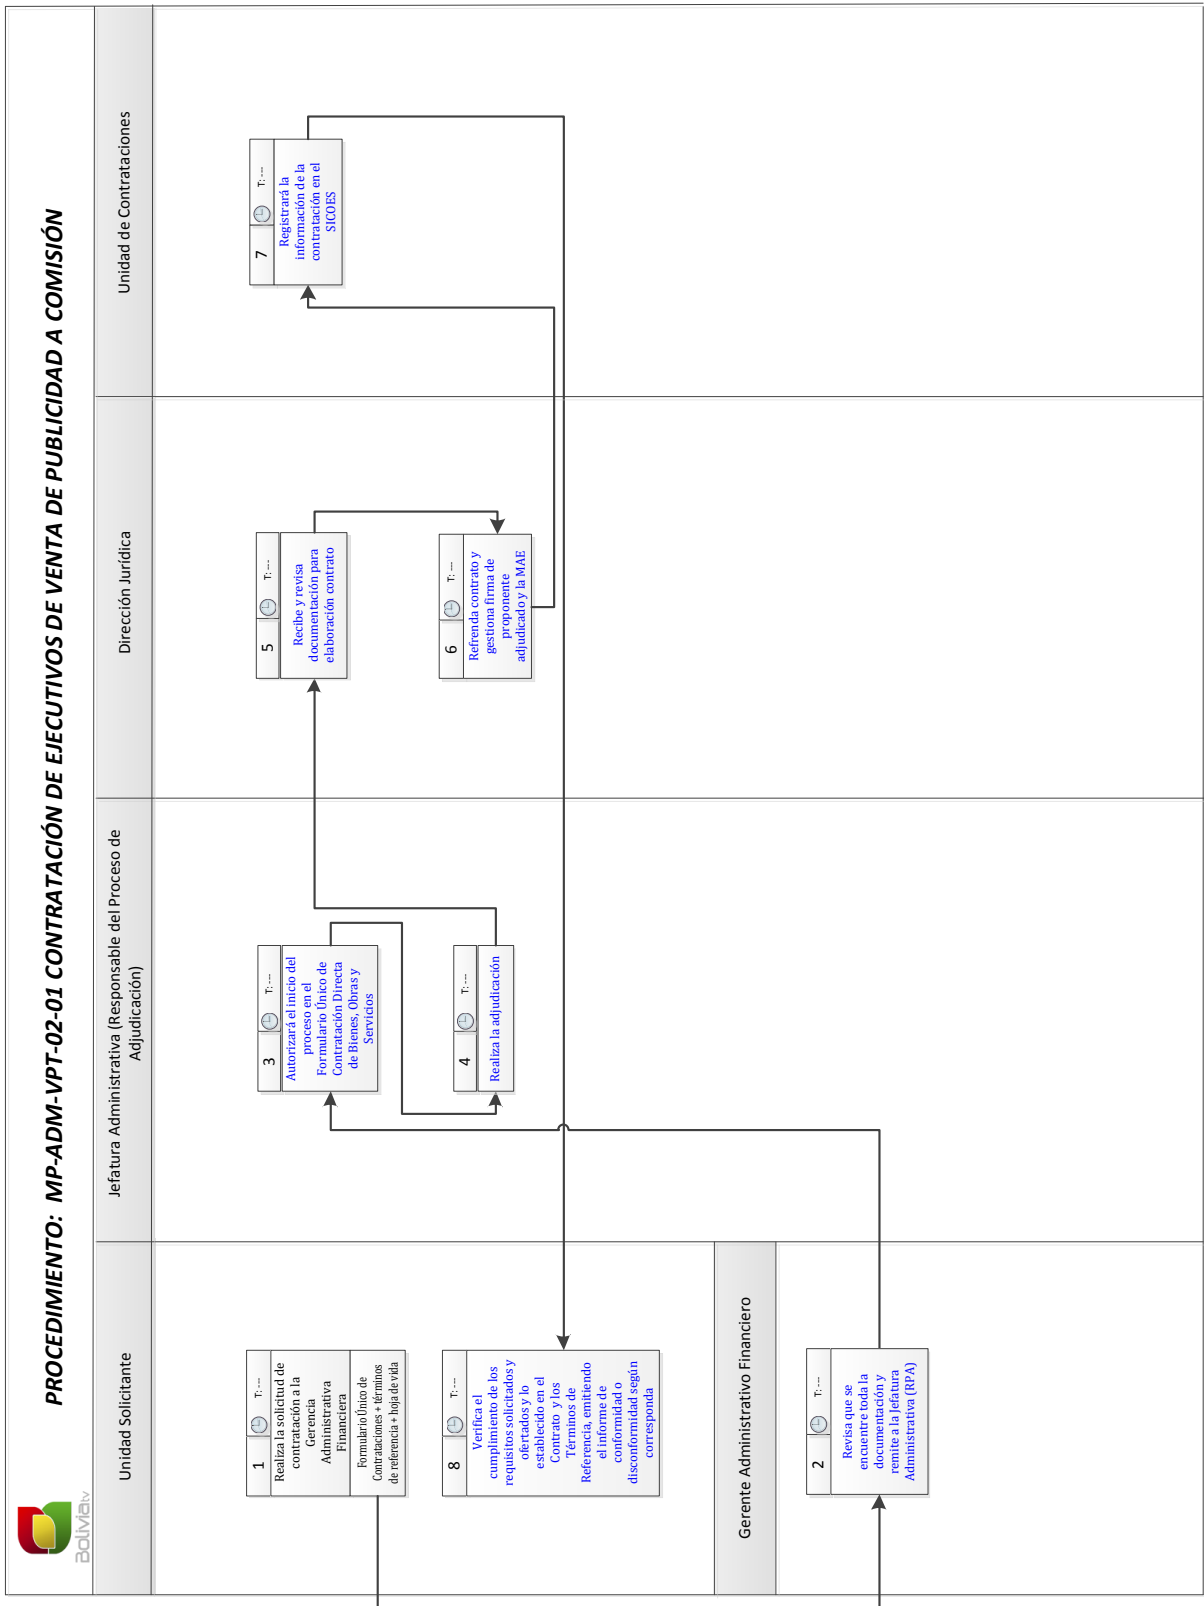 PROCEDIMIENTO: MP-ADM-VPT-02-01 CONTRATACIÓN DE EJECUTIVOS DE VENTA DE PUBLICIDAD A COMISIÓN
Boliviatv
Unidad Solicitante
1 T: ---
Realiza la solicitud de
contratación a la
Gerencia
Administrativa
Financiera
Formulario Único de
Contrataciones + términos
de referencia + hoja de vida
8 T: ---
Verifica el
cumplimiento de los
requisitos solicitados y
ofertados y lo
establecido en el
Contrato y los
Términos de
Referencia, emitiendo
el informe de
conformidad o
disconformidad según
corresponda
Gerente Administrativo Financiero
2 T: ---
Revisa que se
encuentre toda la
documentación y
remite a la Jefatura
Administrativa (RPA)
Jefatura Administrativa (Responsable del Proceso de
Adjudicación)
3 T: ---
Autorizará el inicio del
proceso en el
Formulario Único de
Contratación Directa
de Bienes, Obras y
Servicios
4 T: ---
Realiza la adjudicación
Dirección Jurídica
5 T: ---
Recibe y revisa
documentación para
elaboración contrato
6 T: ---
Refrenda contrato y
gestiona firma de
proponente
adjudicado y la MAE
Unidad de Contrataciones
7 T: ---
Registrará la
información de la
contratación en el
SICOES